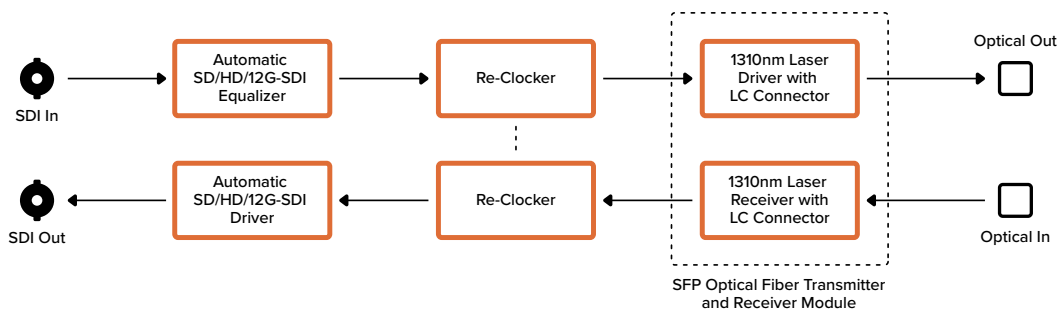 SDI In
Automatic
SD/HD/12G-SDI
Equalizer
Re-Clocker
1310nm Laser
Driver with
LC Connector
Optical Out
SDI Out
Automatic
SD/HD/12G-SDI
Driver
Re-Clocker
1310nm Laser
Receiver with
LC Connector
Optical In
SFP Optical Fiber Transmitter
and Receiver Module